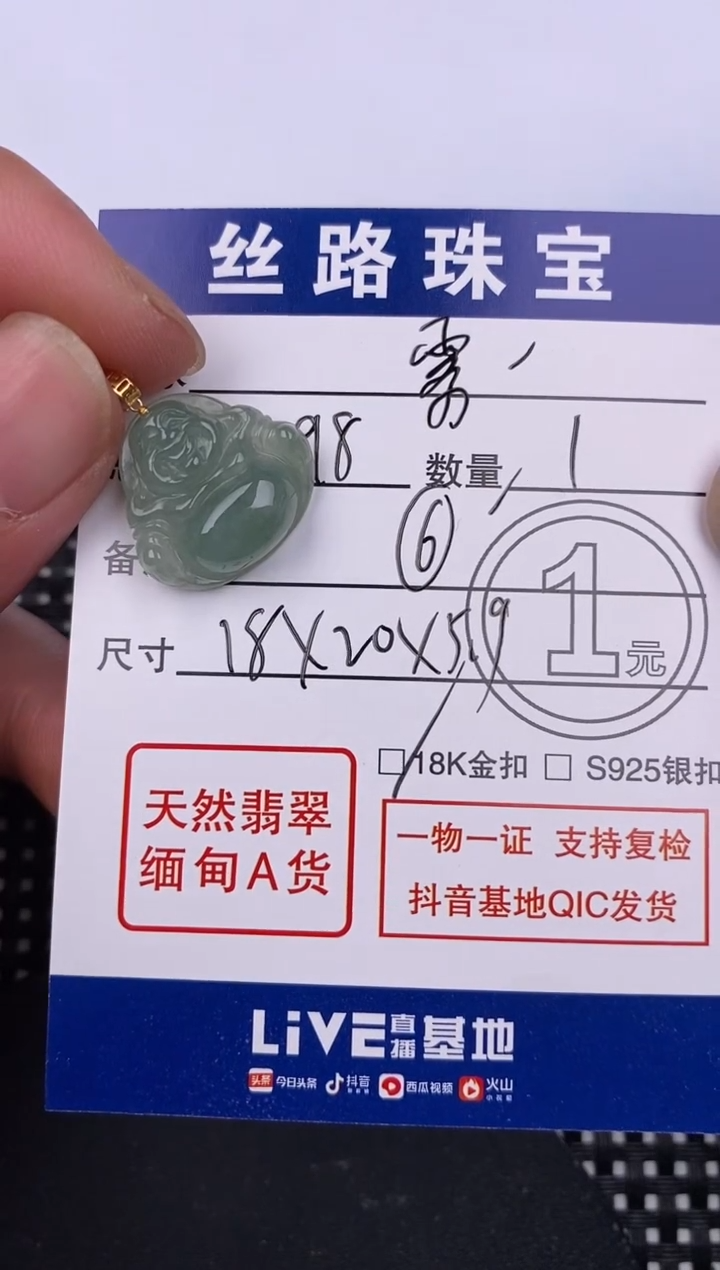 丝路珠宝
98 数量 1
备 6
尺寸 18X20X5.9
1元
18K金扣 S925银扣
天然翡翠
缅甸A货
一物一证 支持复检
抖音基地QIC发货
LiVE直播基地
头条 今日头条 抖音 西瓜视频 火山